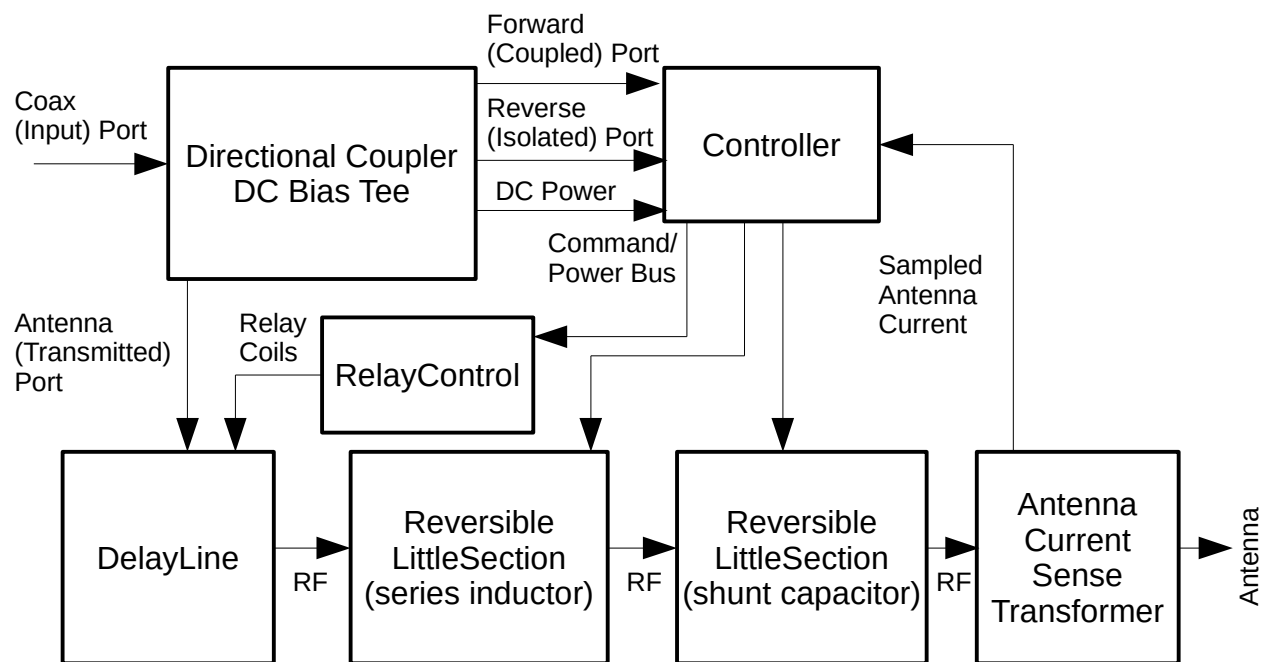 Forward
(Coupled) Port
Coax
(Input) Port
Directional Coupler
DC Bias Tee
Reverse
(Isolated) Port
DC Power
Controller
Command/
Power Bus
Sampled
Antenna
Current
Antenna
(Transmitted)
Port
Relay
Coils
RelayControl
DelayLine
RF
Reversible
LittleSection
(series inductor)
RF
Reversible
LittleSection
(shunt capacitor)
RF
Antenna
Current
Sense
Transformer
Antenna